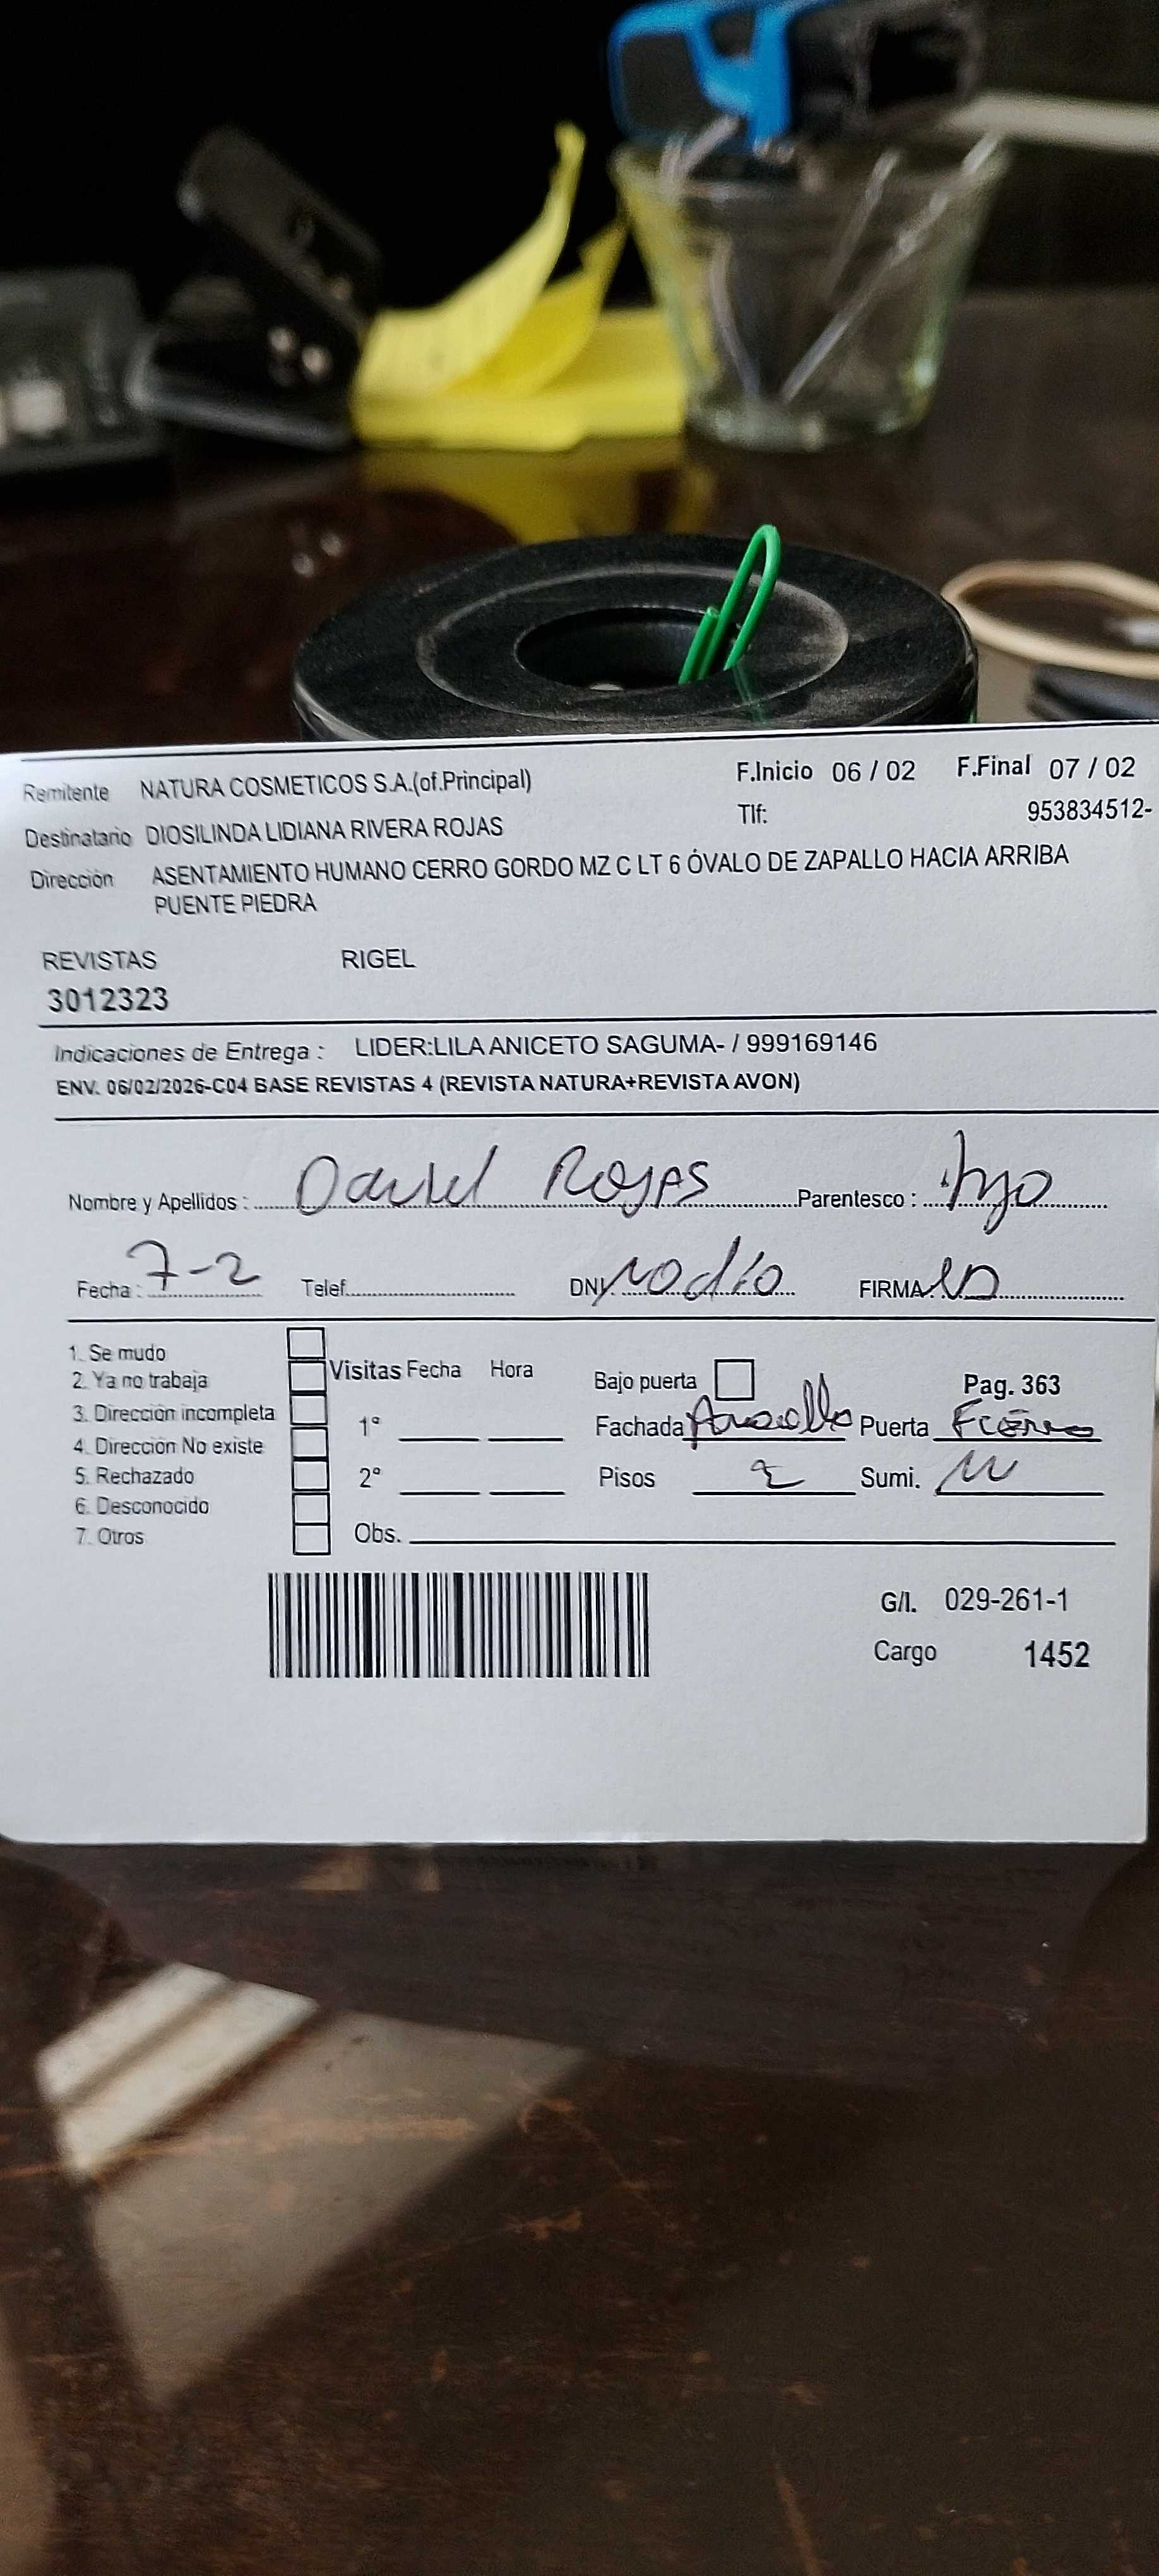 Remitente NATURA COSMETICOS S.A.(of.Principal) F.Inicio 06 / 02 F.Final 07 / 02
Tlf: 953834512-
Destinatario DIOSILINDA LIDIANA RIVERA ROJAS
Dirección ASENTAMIENTO HUMANO CERRO GORDO MZ C LT 6 ÓVALO DE ZAPALLO HACIA ARRIBA
PUENTE PIEDRA
REVISTAS RIGEL
3012323
Indicaciones de Entrega : LIDER:LILA ANICETO SAGUMA- / 999169146
ENV. 06/02/2026-C04 BASE REVISTAS 4 (REVISTA NATURA+REVISTA AVON)
Nombre y Apellidos : Daniel Rojas Parentesco : hijo
Fecha : 7-2 Telef. DNI. no dio FIRMA.
1. Se mudo
2. Ya no trabaja
3. Dirección incompleta
4. Dirección No existe
5. Rechazado
6. Desconocido
7. Otros
Visitas Fecha Hora
1º
2º
Obs.
Bajo puerta Pag. 363
Fachada Puerta
Pisos 2 Sumi.
G/I. 029-261-1
Cargo 1452